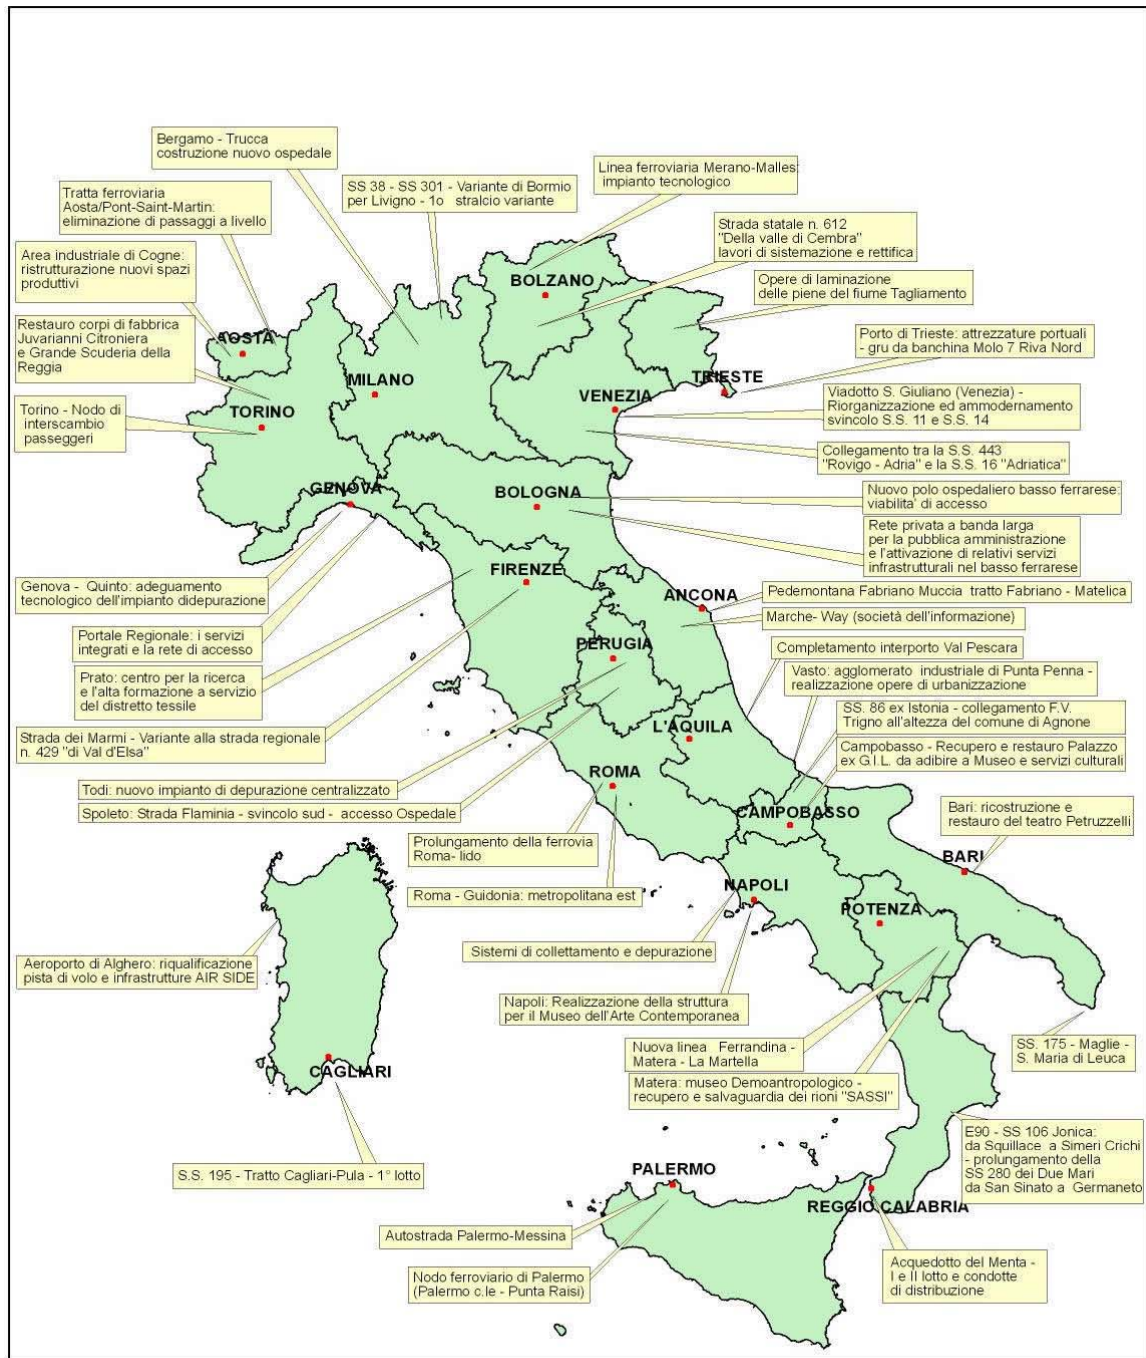 Bergamo - Trucca
costruzione nuovo ospedale
Linea ferroviaria Merano-Malles:
impianto tecnologico
SS 38 - SS 301 - Variante di Bormio
per Livigno - 1o stralcio variante
Tratta ferroviaria
Aosta/Pont-Saint-Martin:
eliminazione di passaggi a livello
Strada statale n. 612
"Della valle di Cembra"
lavori di sistemazione e rettifica
Area industriale di Cogne:
ristrutturazione nuovi spazi
produttivi
BOLZANO
Opere di laminazione
delle piene del fiume Tagliamento
Restauro corpi di fabbrica
Juvarianni Citroniera
e Grande Scuderia della
Reggia
AOSTA
Porto di Trieste: attrezzature portuali
- gru da banchina Molo 7 Riva Nord
MILANO
TRIESTE
VENEZIA
Viadotto S. Giuliano (Venezia) -
Riorganizzazione ed ammodernamento
svincolo S.S. 11 e S.S. 14
Torino - Nodo di
interscambio
passeggeri
TORINO
Collegamento tra la S.S. 443
"Rovigo - Adria" e la S.S. 16 "Adriatica"
GENOVA
BOLOGNA
Nuovo polo ospedaliero basso ferrarese:
viabilita' di accesso
Rete privata a banda larga
per la pubblica amministrazione
e l'attivazione di relativi servizi
infrastrutturali nel basso ferrarese
FIRENZE
Genova - Quinto: adeguamento
tecnologico dell'impianto didepurazione
ANCONA
Pedemontana Fabriano Muccia tratto Fabriano - Matelica
Marche- Way (società dell'informazione)
Portale Regionale: i servizi
integrati e la rete di accesso
PERUGIA
Completamento interporto Val Pescara
Prato: centro per la ricerca
e l'alta formazione a servizio
del distretto tessile
Vasto: agglomerato industriale di Punta Penna -
realizzazione opere di urbanizzazione
SS. 86 ex Istonia - collegamento F.V.
Trigno all'altezza del comune di Agnone
Strada dei Marmi - Variante alla strada regionale
n. 429 "di Val d'Elsa"
L'AQUILA
Campobasso - Recupero e restauro Palazzo
ex G.I.L. da adibire a Museo e servizi culturali
Todi: nuovo impianto di depurazione centralizzato
ROMA
Spoleto: Strada Flaminia - svincolo sud - accesso Ospedale
CAMPOBASSO
Bari: ricostruzione e
restauro del teatro Petruzzelli
Prolungamento della ferrovia
Roma- lido
BARI
Roma - Guidonia: metropolitana est
NAPOLI
POTENZA
Sistemi di collettamento e depurazione
Aeroporto di Alghero: riqualificazione
pista di volo e infrastrutture AIR SIDE
Napoli: Realizzazione della struttura
per il Museo dell'Arte Contemporanea
Nuova linea Ferrandina -
Matera - La Martella
SS. 175 - Maglie -
S. Maria di Leuca
CAGLIARI
Matera: museo Demoantropologico -
recupero e salvaguardia dei rioni "SASSI"
E90 - SS 106 Jonica:
da Squillace a Simeri Crichi
- prolungamento della
SS 280 dei Due Mari
da San Sinato a Germaneto
S.S. 195 - Tratto Cagliari-Pula - 1° lotto
PALERMO
REGGIO CALABRIA
Autostrada Palermo-Messina
Acquedotto del Menta -
I e II lotto e condotte
di distribuzione
Nodo ferroviario di Palermo
(Palermo c.le - Punta Raisi)